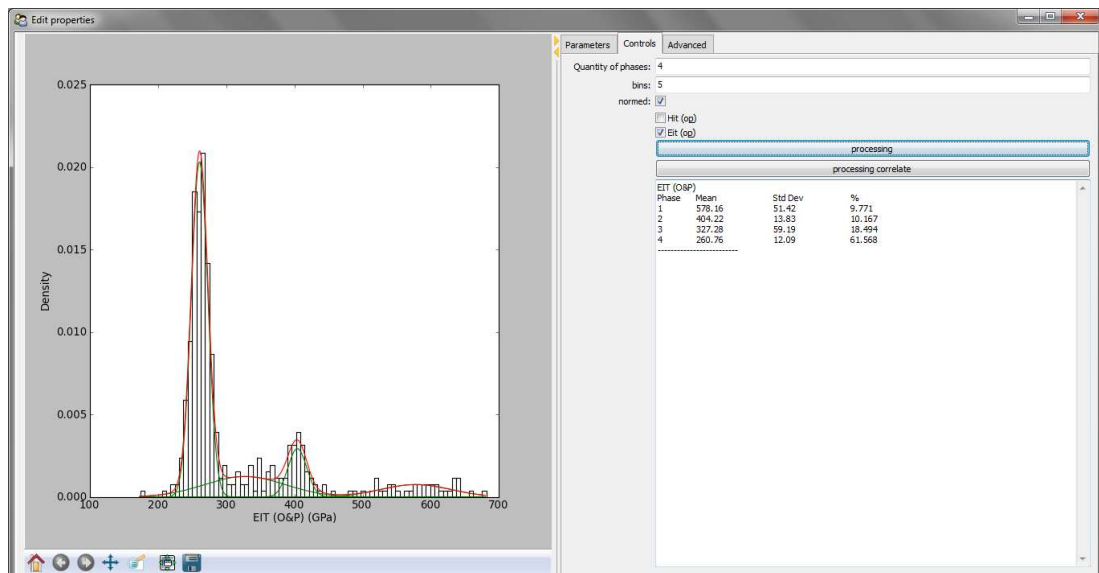 Edit properties
Parameters Controls Advanced
Quantity of phases: 4
bins: 5
normed:
Hit (op)
Eit (op)
processing
processing correlate
EIT (O&P)
Phase Mean Std Dev %
1 578.16 51.42 9.771
2 404.22 13.83 10.167
3 327.28 59.19 18.494
4 260.76 12.09 61.568
------------------------
0.025
0.020
0.015
0.010
0.005
0.000
Density
100 200 300 400 500 600 700
EIT (O&P) (GPa)